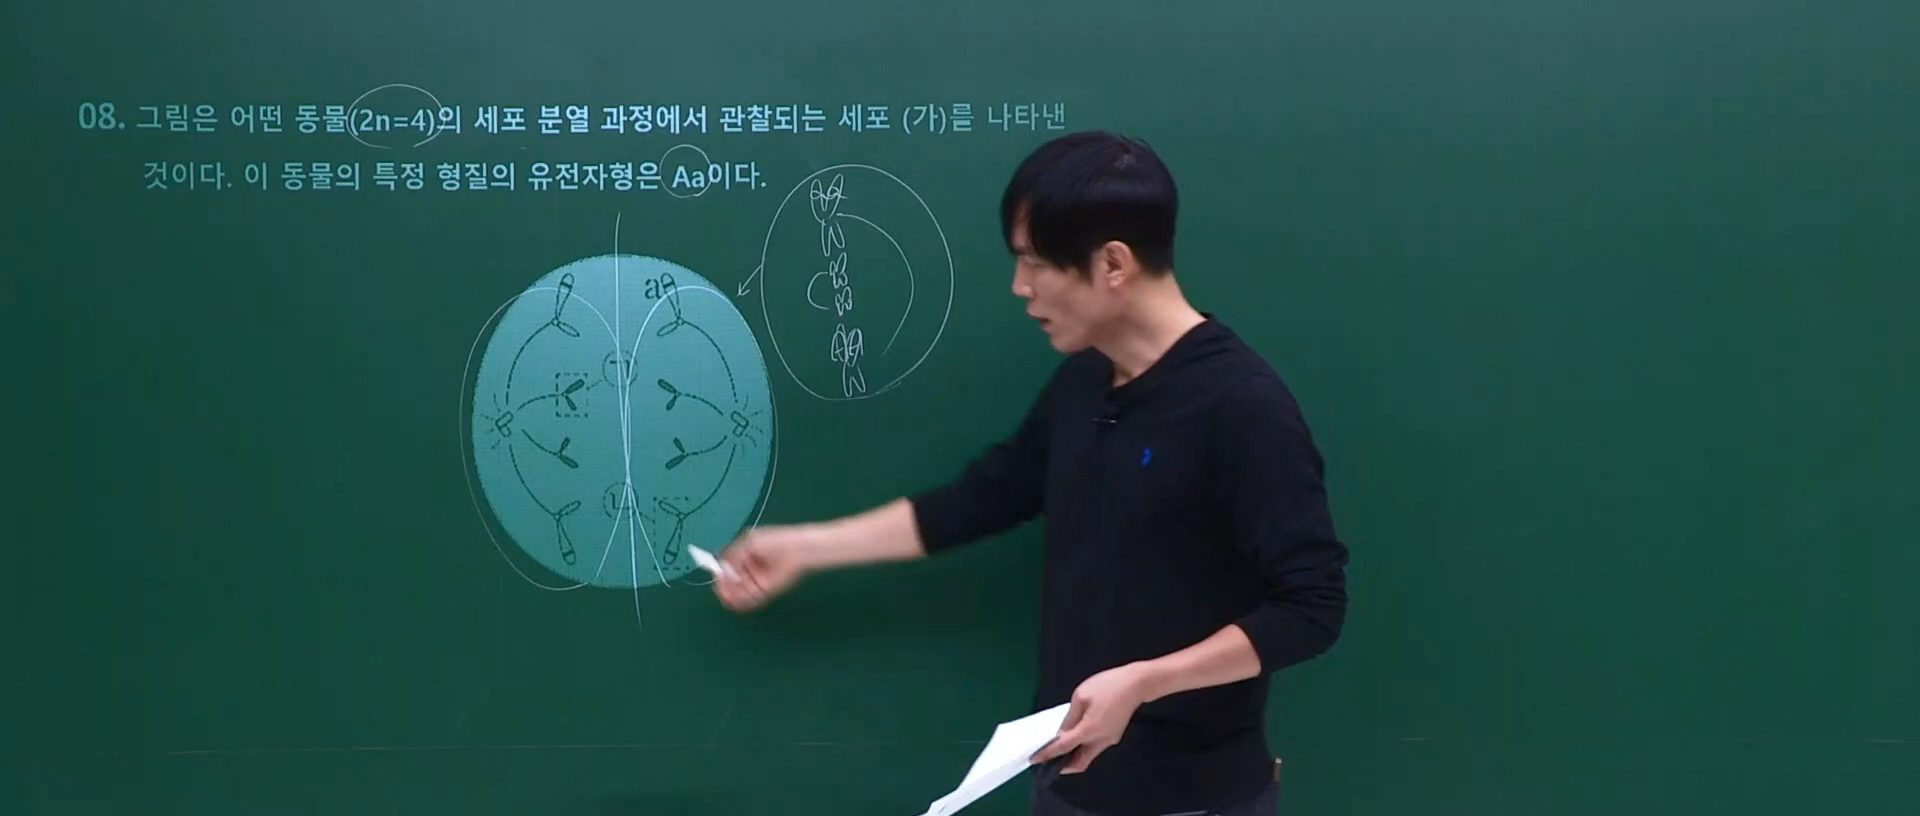 08. 그림은 어떤 동물(2n=4)의 세포 분열 과정에서 관찰되는 세포 (가)를 나타낸
것이다. 이 동물의 특정 형질의 유전자형은 Aa이다.
a
㉠
㉡